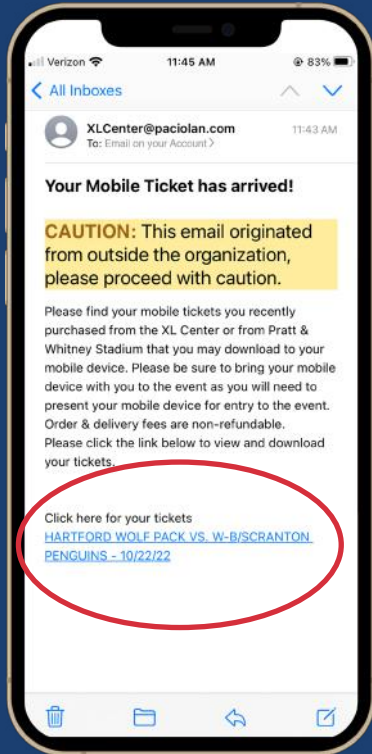 Verizon 11:45 AM 83%
All Inboxes
XLCenter@paciolan.com 11:43 AM
To: Email on your Account >
Your Mobile Ticket has arrived!
CAUTION: This email originated
from outside the organization,
please proceed with caution.
Please find your mobile tickets you recently
purchased from the XL Center or from Pratt &
Whitney Stadium that you may download to your
mobile device. Please be sure to bring your mobile
device with you to the event as you will need to
present your mobile device for entry to the event.
Order & delivery fees are non-refundable.
Please click the link below to view and download
your tickets.
Click here for your tickets
HARTFORD WOLF PACK VS. W-B/SCRANTON
PENGUINS - 10/22/22